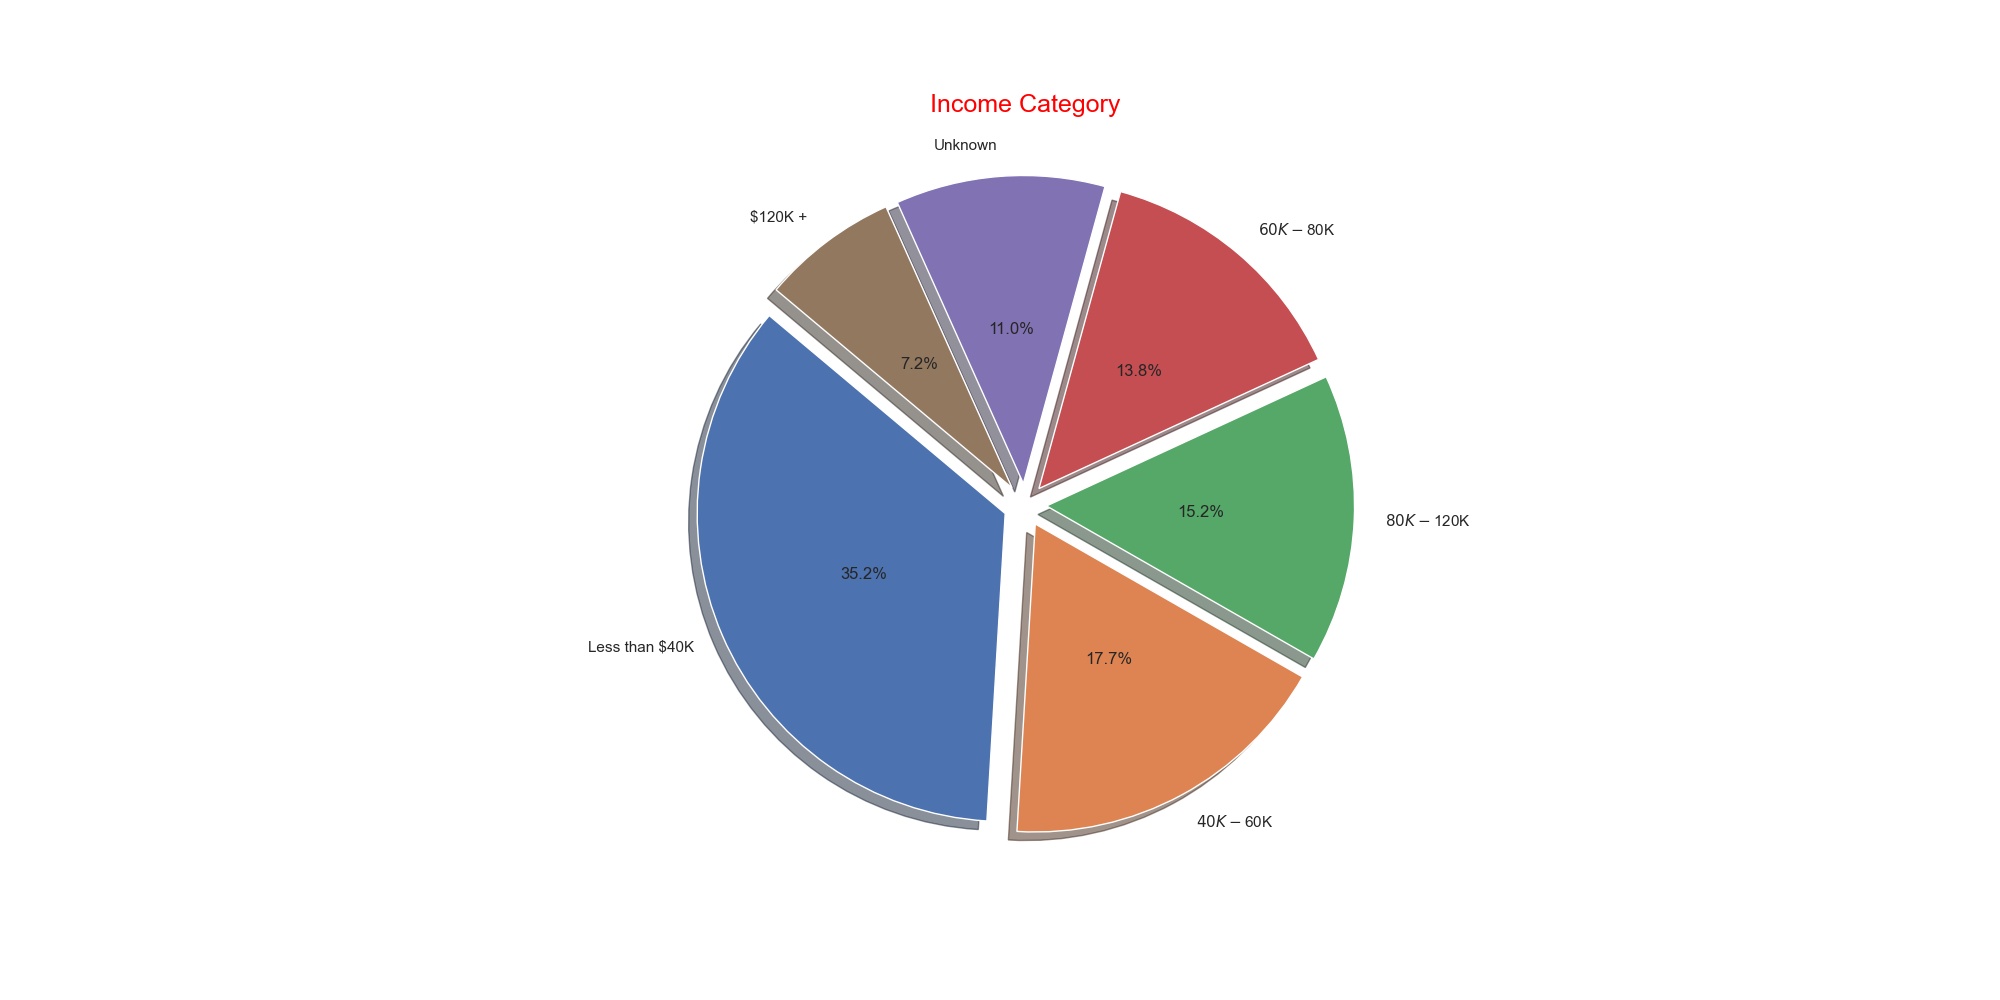 Income Category
Unknown
$120K +
60K − 80K
11.0%
7.2%
13.8%
15.2%
80K − 120K
35.2%
Less than $40K
17.7%
40K − 60K